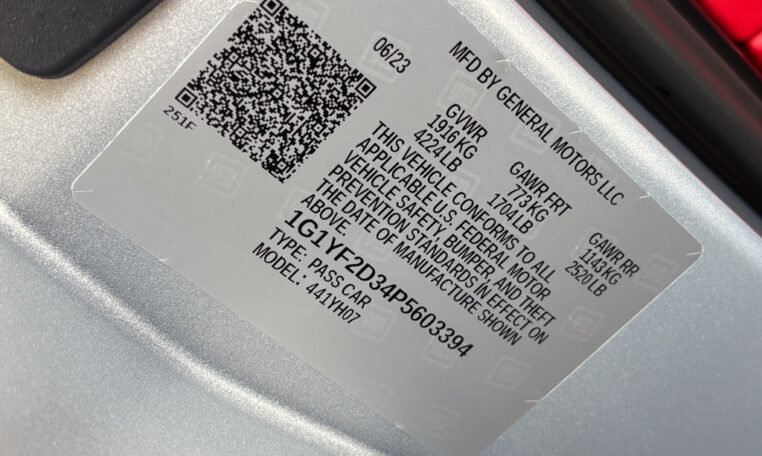 MFD BY GENERAL MOTORS LLC
06/23
GVWR
1916 KG
4224 LB
GAWR FRT
773 KG
1704 LB
GAWR RR
1143 KG
2520 LB
THIS VEHICLE CONFORMS TO ALL
APPLICABLE U.S. FEDERAL MOTOR
VEHICLE SAFETY, BUMPER, AND THEFT
PREVENTION STANDARDS IN EFFECT ON
THE DATE OF MANUFACTURE SHOWN
ABOVE.
1G1YF2D34P5603394
TYPE: PASS CAR
MODEL: 441YH07
251F